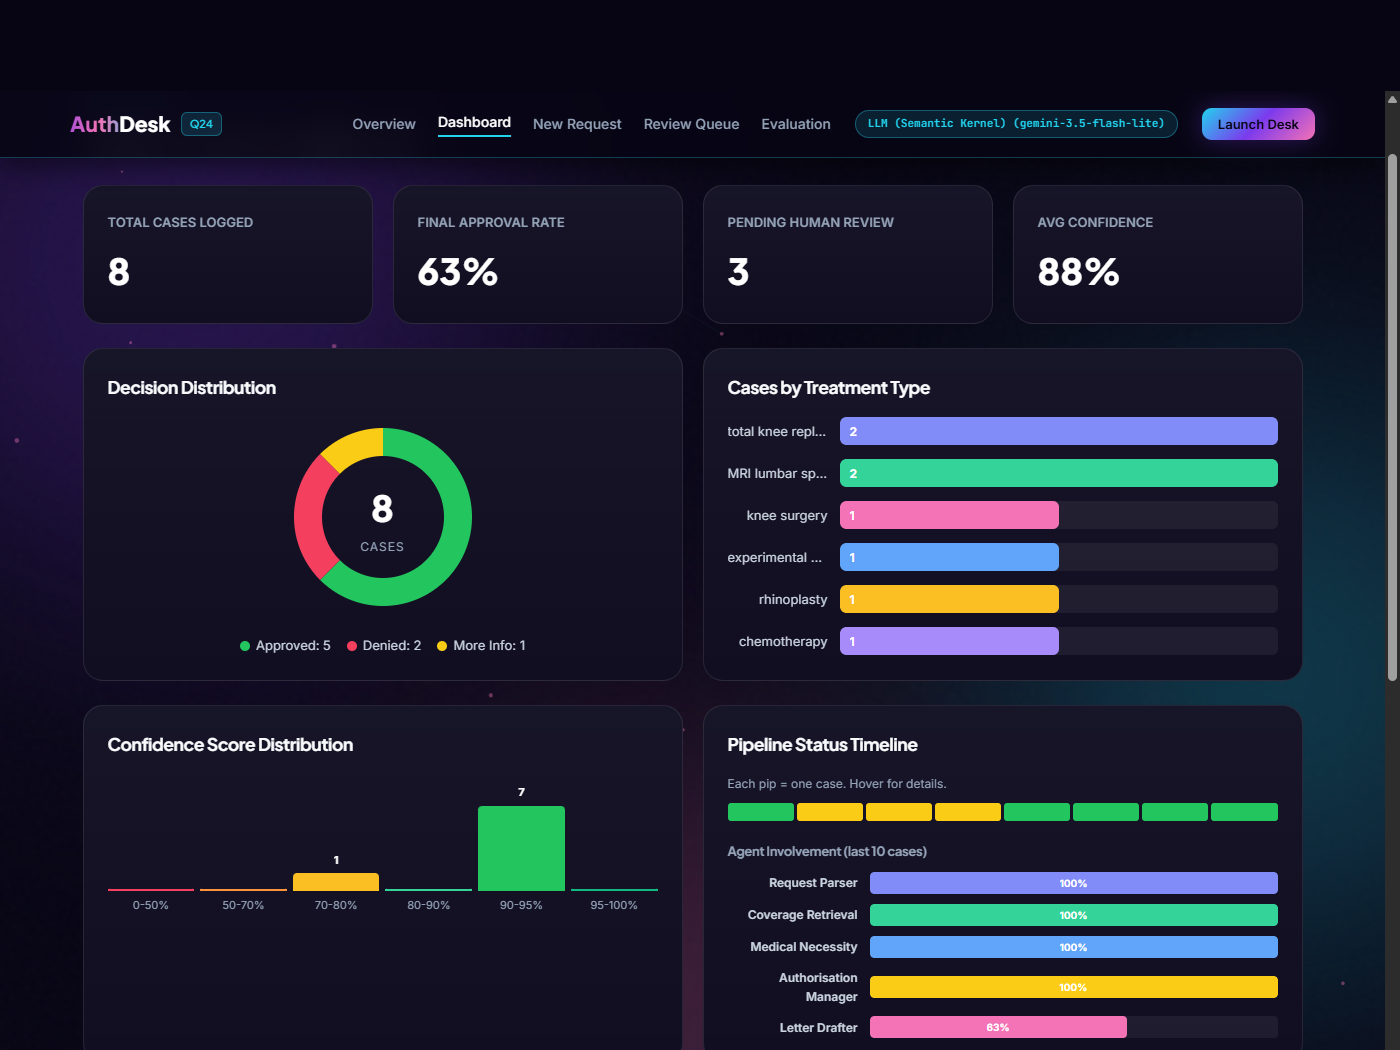 AuthDesk Q24 Overview Dashboard New Request Review Queue Evaluation LLM (Semantic Kernel) (gemini-3.5-flash-lite) Launch Desk
TOTAL CASES LOGGED
8
FINAL APPROVAL RATE
63%
PENDING HUMAN REVIEW
3
AVG CONFIDENCE
88%
Decision Distribution
8
CASES
Approved: 5 Denied: 2 More Info: 1
Cases by Treatment Type
total knee repl... 2
MRI lumbar sp... 2
knee surgery 1
experimental ... 1
rhinoplasty 1
chemotherapy 1
Confidence Score Distribution
7
1
0-50% 50-70% 70-80% 80-90% 90-95% 95-100%
Pipeline Status Timeline
Each pip = one case. Hover for details.
Agent Involvement (last 10 cases)
Request Parser 100%
Coverage Retrieval 100%
Medical Necessity 100%
Authorisation
Manager 100%
Letter Drafter 63%